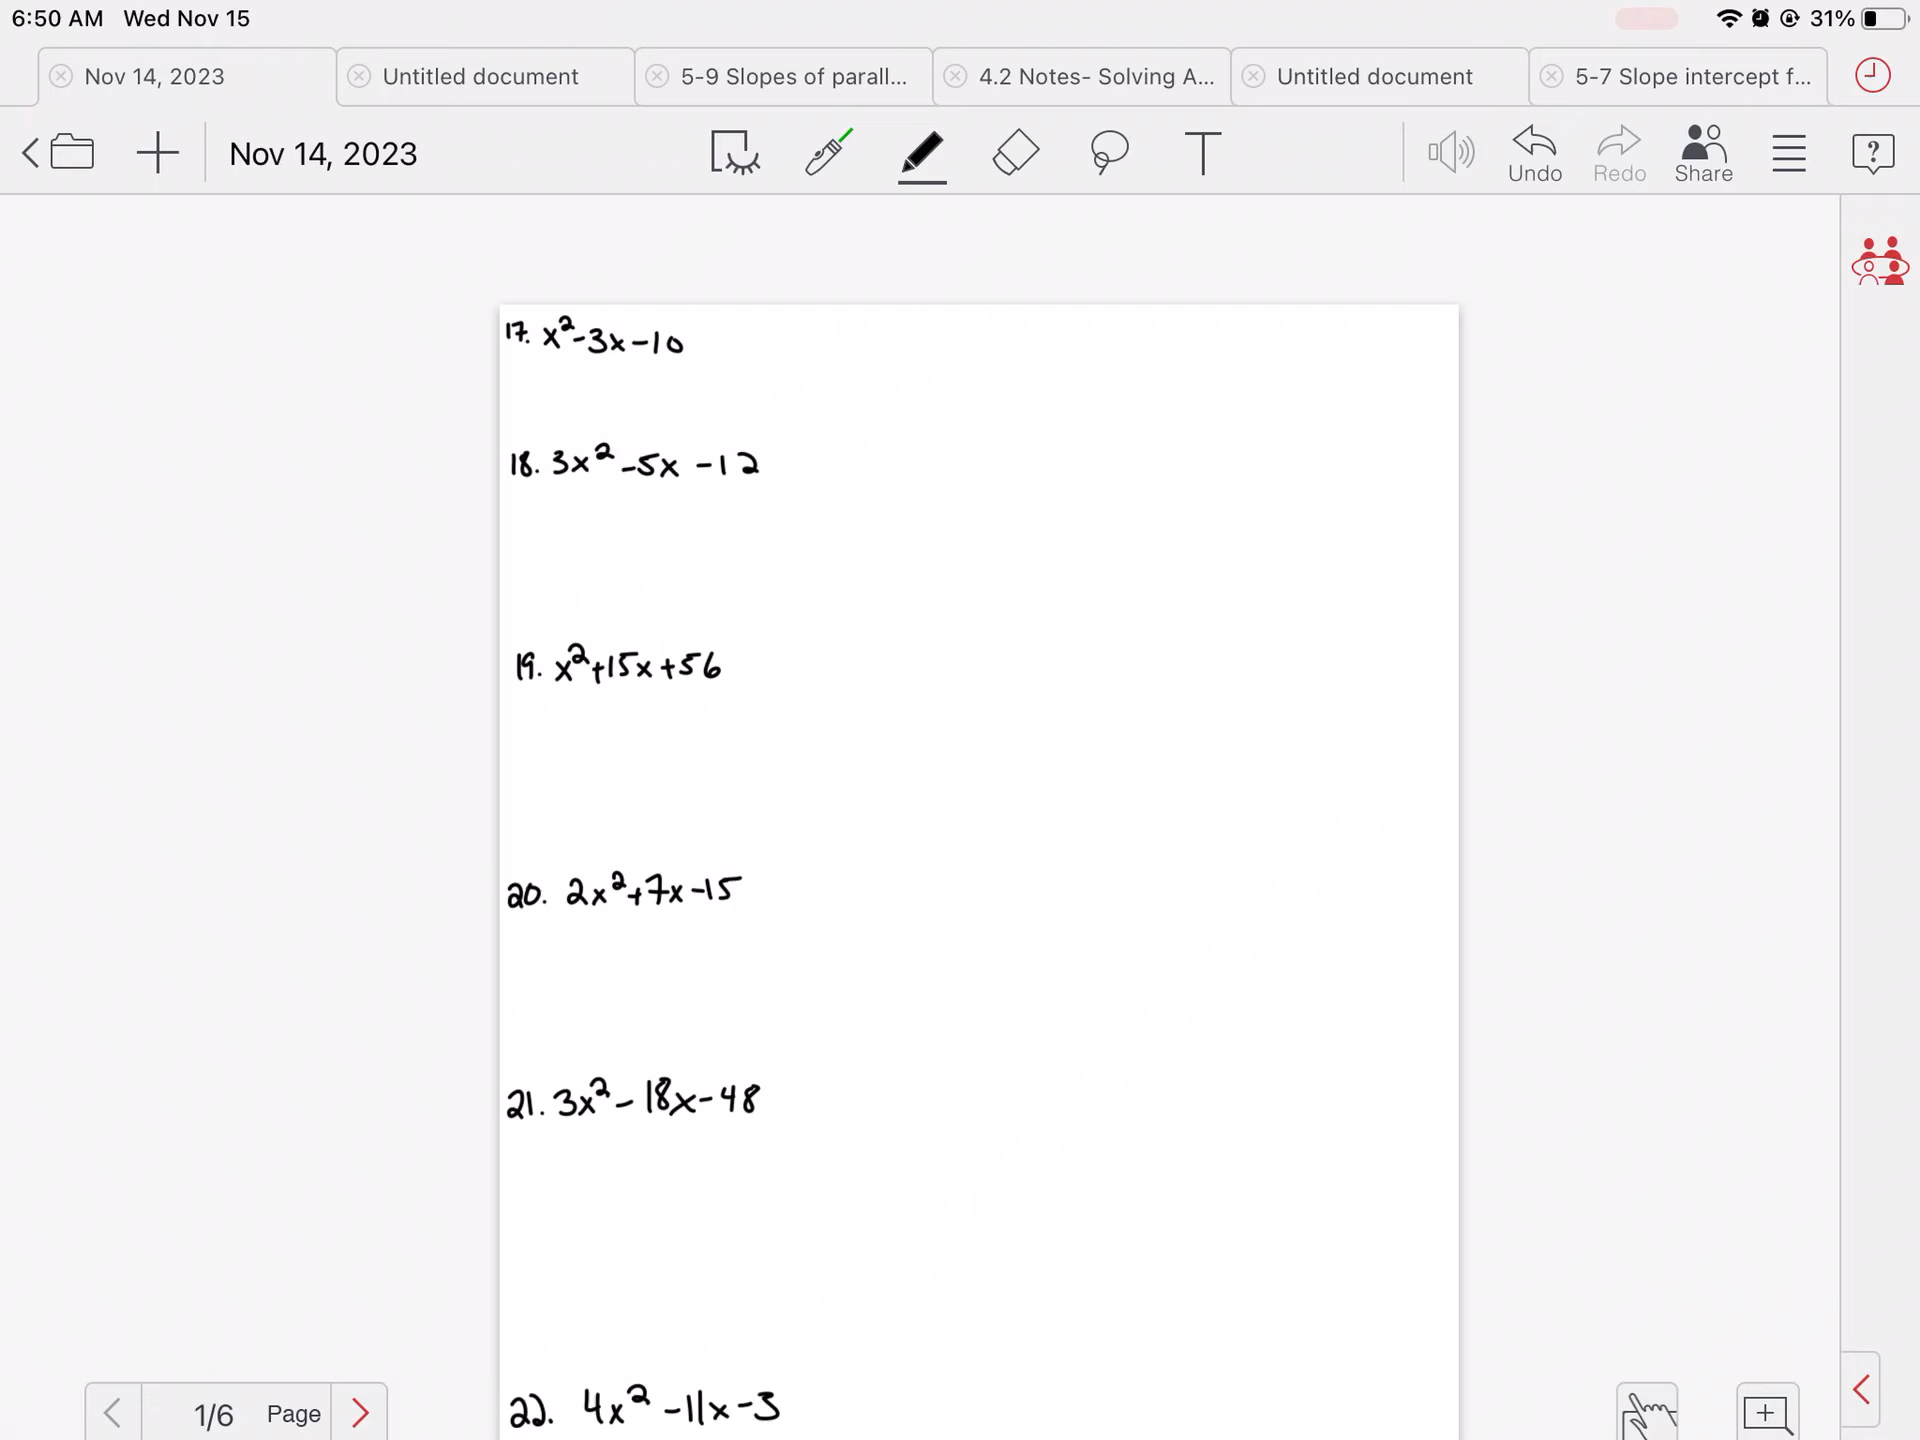 6:50 AM Wed Nov 15 31%
Nov 14, 2023 Untitled document 5-9 Slopes of parall... 4.2 Notes- Solving A... Untitled document 5-7 Slope intercept f...
Nov 14, 2023 T Undo Redo Share ?
17. x²-3x-10
18. 3x²-5x-12
19. x²+15x+56
20. 2x²+7x-15
21. 3x²-18x-48
22. 4x²-11x-3
1/6 Page